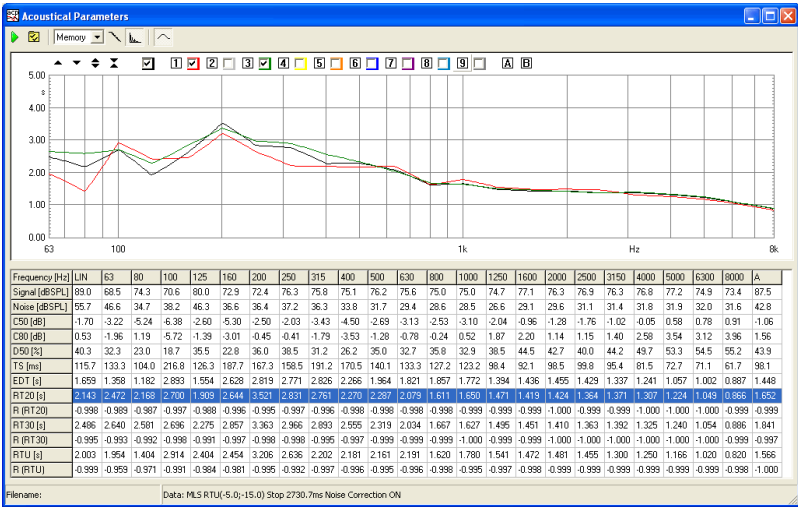 Acoustical Parameters
Memory
1 2 3 4 5 6 7 8 9 A B
5.00
s
4.00
3.00
2.00
1.00
0.00
63 100 1k Hz 8k
Frequency [Hz] LIN 63 80 100 125 160 200 250 315 400 500 630 800 1000 1250 1600 2000 2500 3150 4000 5000 6300 8000 A
Signal [dBSPL] 89.0 68.5 74.3 70.6 80.0 72.9 72.4 76.3 75.8 75.1 76.2 75.6 75.0 75.0 74.7 77.1 76.3 76.9 76.3 76.8 77.2 74.9 73.4 87.5
Noise [dBSPL] 55.7 46.6 34.7 38.2 46.3 36.6 36.4 37.2 36.3 33.8 31.7 29.4 28.6 28.5 26.6 29.1 29.6 31.1 31.4 31.8 31.9 32.0 31.6 42.8
C50 [dB] -1.70 -3.22 -5.24 -6.38 -2.60 -5.30 -2.50 -2.03 -3.43 -4.50 -2.69 -3.13 -2.53 -3.10 -2.04 -0.96 -1.28 -1.76 -1.02 -0.05 0.58 0.78 0.91 -1.06
C80 [dB] 0.53 -1.96 1.19 -5.72 -1.39 -3.01 -0.45 -0.41 -1.79 -3.53 -1.28 -0.78 -0.24 0.52 1.87 2.20 1.14 1.15 1.40 2.58 3.54 3.12 3.96 1.56
D50 [%] 40.3 32.3 23.0 18.7 35.5 22.8 36.0 38.5 31.2 26.2 35.0 32.7 35.8 32.9 38.5 44.5 42.7 40.0 44.2 49.7 53.3 54.5 55.2 43.9
TS [ms] 115.7 133.3 104.0 216.8 126.3 187.7 167.3 158.5 191.2 170.5 140.1 133.3 127.2 123.2 98.4 92.1 98.5 99.8 95.4 81.5 72.7 71.1 61.7 98.1
EDT [s] 1.659 1.358 1.182 2.893 1.554 2.628 2.819 2.771 2.826 2.266 1.964 1.821 1.857 1.772 1.394 1.436 1.455 1.429 1.337 1.241 1.057 1.002 0.887 1.448
RT20 [s] 2.143 2.472 2.168 2.700 1.909 2.644 3.521 2.831 2.761 2.270 2.287 2.079 1.611 1.650 1.471 1.419 1.424 1.364 1.371 1.307 1.224 1.049 0.866 1.652
R (RT20) -0.998 -0.989 -0.987 -0.997 -0.988 -0.996 -0.995 -0.997 -0.996 -0.998 -0.996 -0.998 -0.999 -0.998 -0.999 -0.999 -1.000 -0.999 -0.999 -1.000 -1.000 -0.999 -0.999 -0.999
RT30 [s] 2.486 2.640 2.581 2.696 2.275 2.857 3.363 2.966 2.893 2.555 2.319 2.034 1.667 1.627 1.495 1.451 1.410 1.363 1.392 1.325 1.240 1.054 0.886 1.841
R (RT30) -0.995 -0.993 -0.992 -0.998 -0.991 -0.997 -0.998 -0.998 -0.995 -0.997 -0.999 -0.999 -0.999 -1.000 -0.999 -0.999 -0.999 -0.999 -1.000 -0.999 -0.999 -0.999 -0.999 -0.997
RTU [s] 2.003 1.954 1.404 2.914 2.404 2.454 3.206 2.636 2.202 2.181 2.161 2.191 1.620 1.780 1.541 1.472 1.481 1.455 1.300 1.250 1.166 1.020 0.820 1.566
R (RTU) -0.999 -0.959 -0.971 -0.991 -0.984 -0.981 -0.995 -0.992 -0.997 -0.996 -0.995 -0.996 -0.998 -0.995 -0.997 -0.998 -0.999 -0.999 -0.999 -0.999 -0.999 -0.998 -0.998 -1.000
Filename: Data: MLS RTU(-5.0;-15.0) Stop 2730.7ms Noise Correction ON